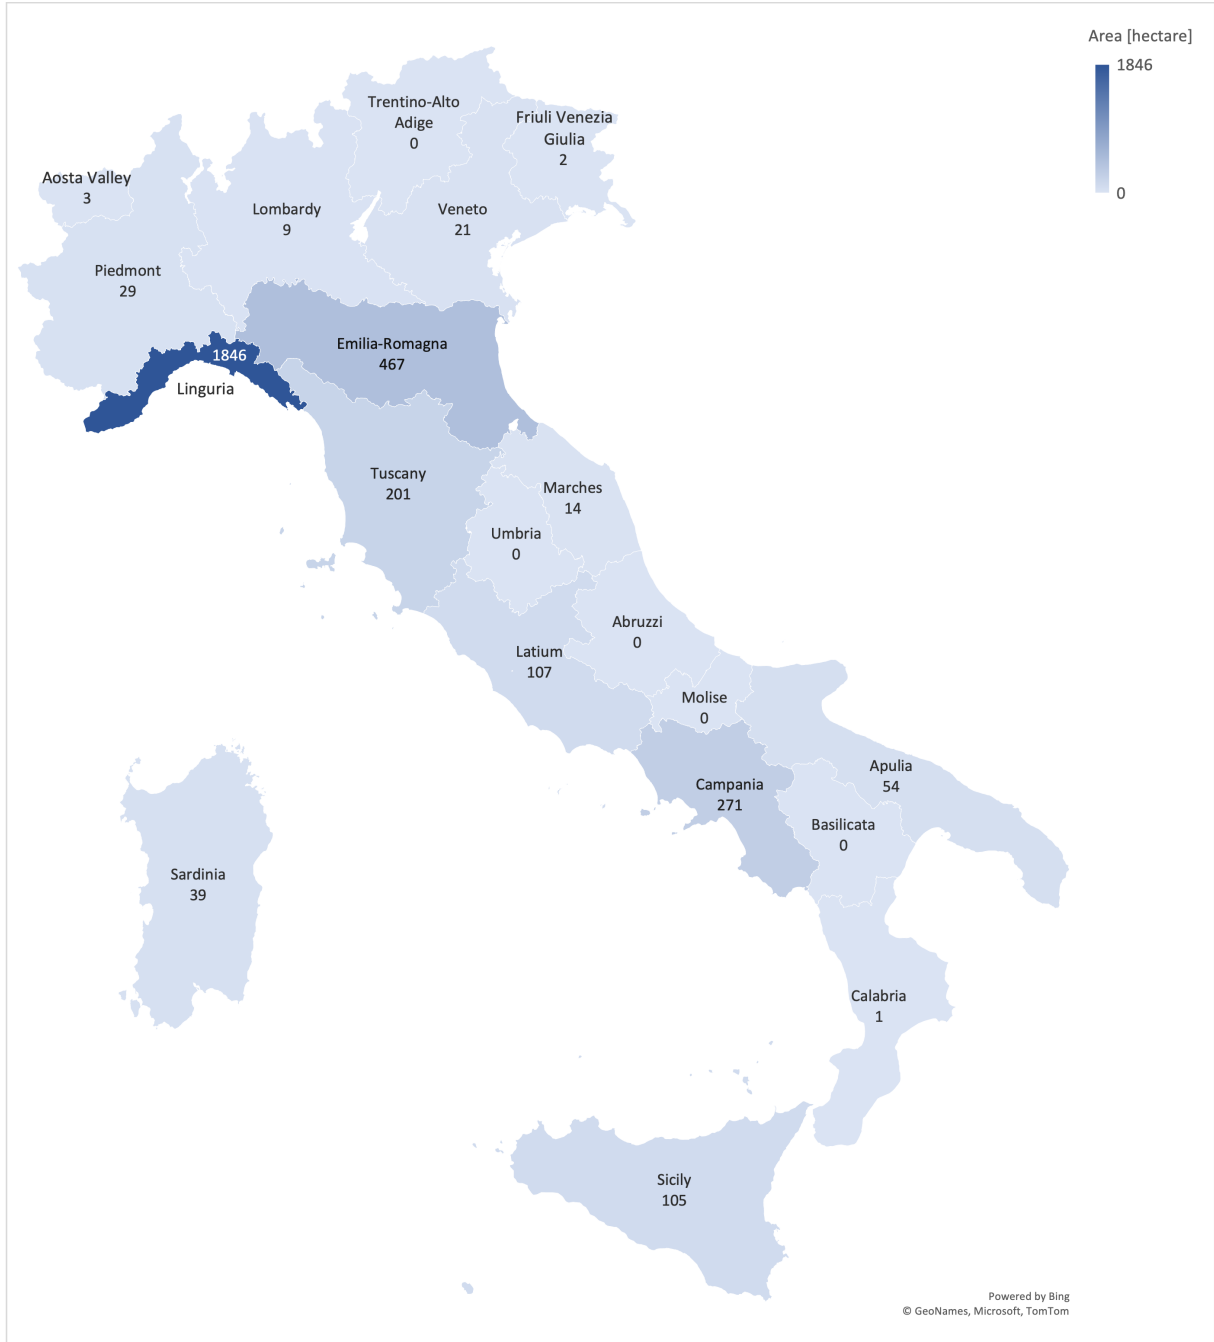 Area [hectare]
1846
0
Trentino-Alto
Adige
0
Friuli Venezia
Giulia
2
Aosta Valley
3
Lombardy
9
Veneto
21
Piedmont
29
Emilia-Romagna
467
1846
Linguria
Tuscany
201
Marches
14
Umbria
0
Abruzzi
0
Latium
107
Molise
0
Campania
271
Apulia
54
Basilicata
0
Sardinia
39
Calabria
1
Sicily
105
Powered by Bing
© GeoNames, Microsoft, TomTom